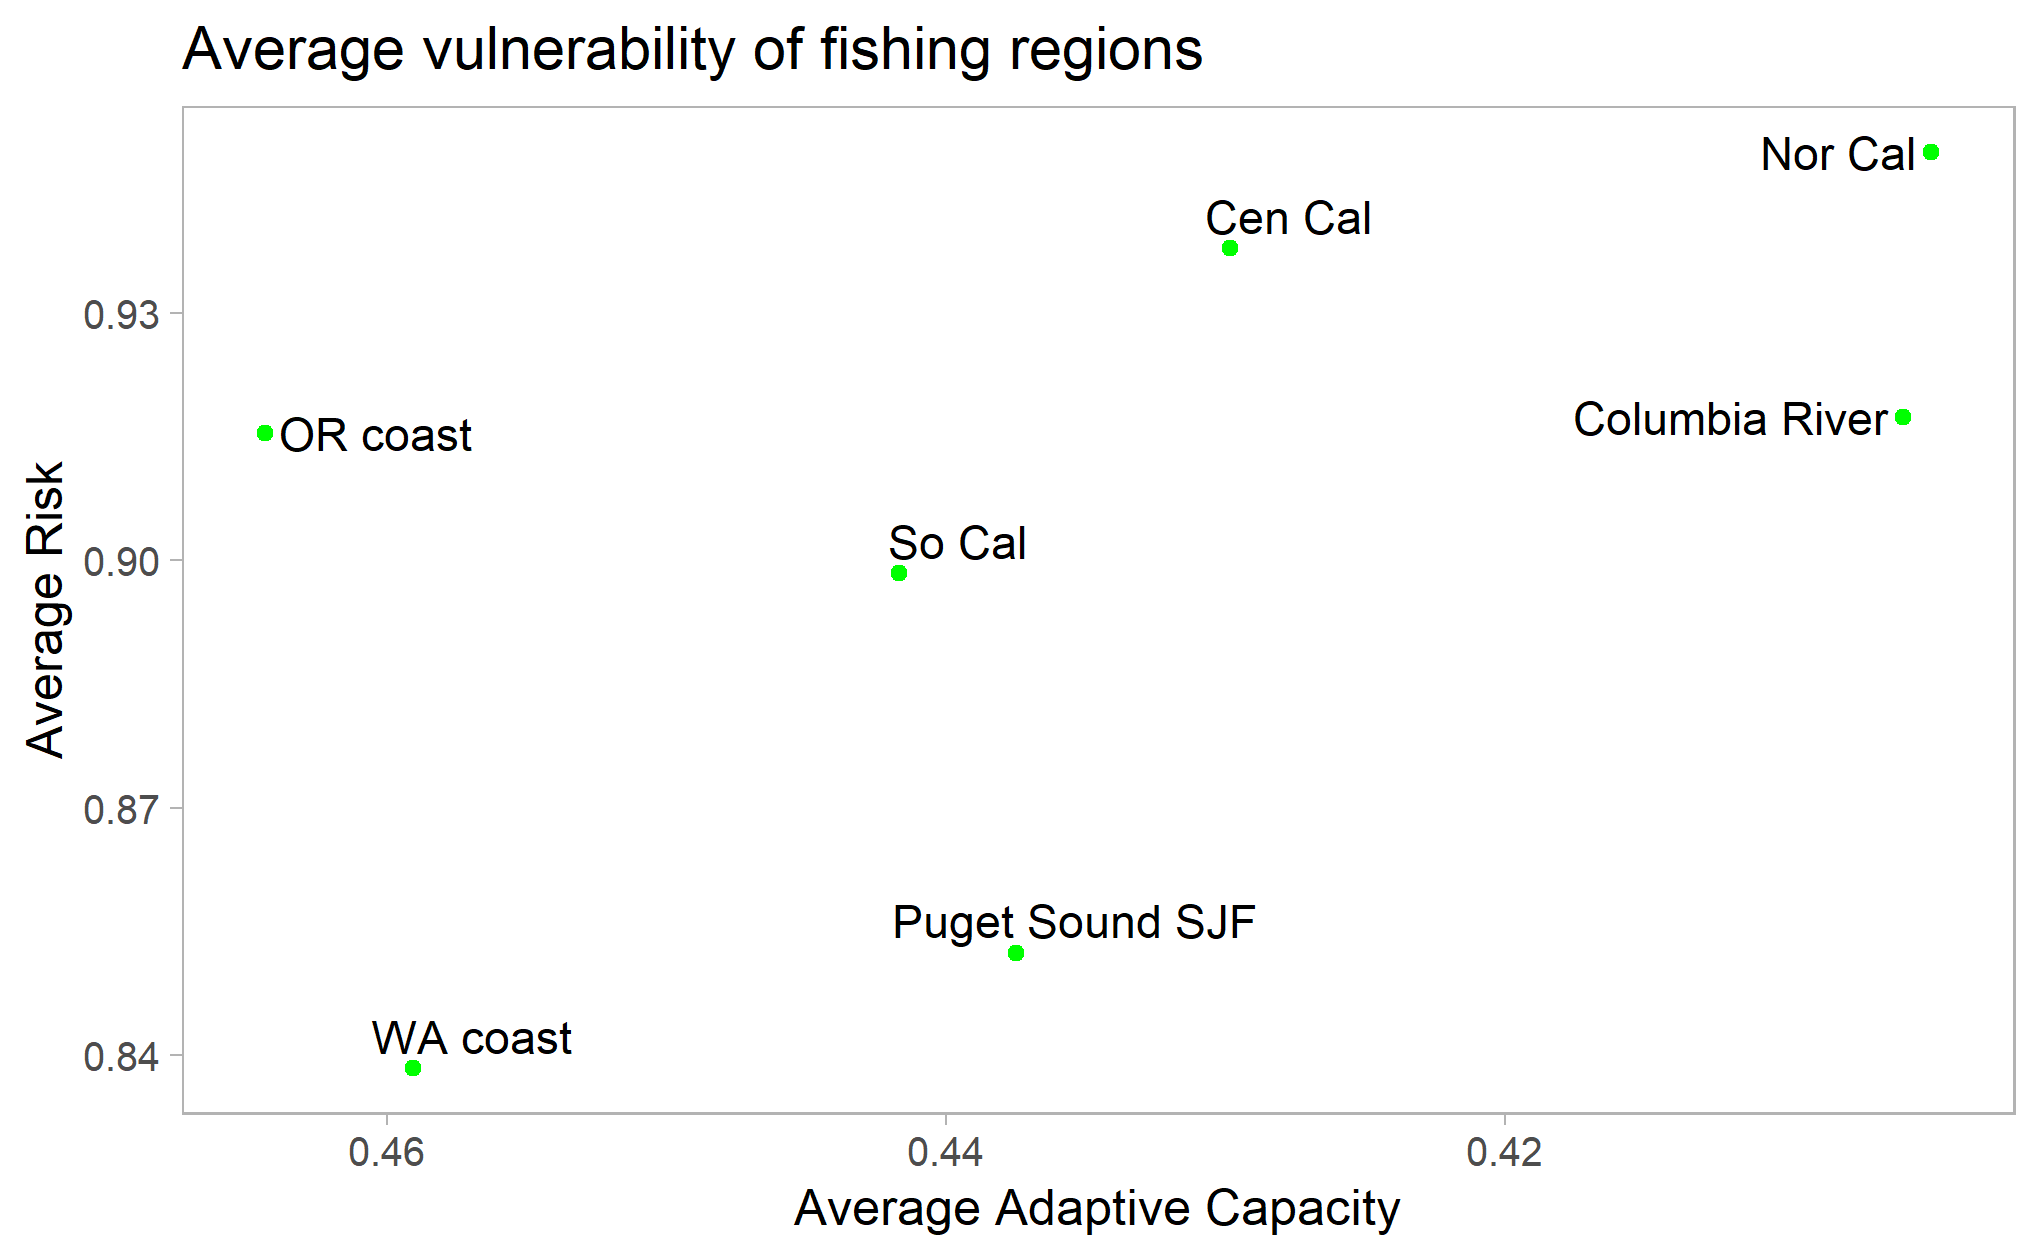 Average vulnerability of fishing regions
Nor Cal
Cen Cal
0.93
Columbia River
OR coast
So Cal
0.90
Average Risk
0.87
Puget Sound SJF
WA coast
0.84
0.46
0.44
0.42
Average Adaptive Capacity